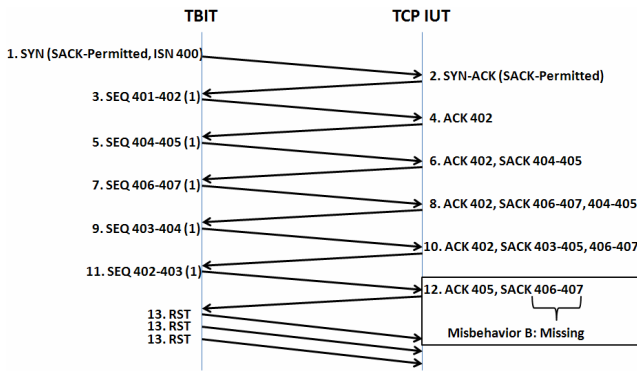 TBIT
TCP IUT
1. SYN (SACK-Permitted, ISN 400)
2. SYN-ACK (SACK-Permitted)
3. SEQ 401-402 (1)
4. ACK 402
5. SEQ 404-405 (1)
6. ACK 402, SACK 404-405
7. SEQ 406-407 (1)
8. ACK 402, SACK 406-407, 404-405
9. SEQ 403-404 (1)
10. ACK 402, SACK 403-405, 406-407
11. SEQ 402-403 (1)
12. ACK 405, SACK 406-407
Misbehavior B: Missing
13. RST
13. RST
13. RST